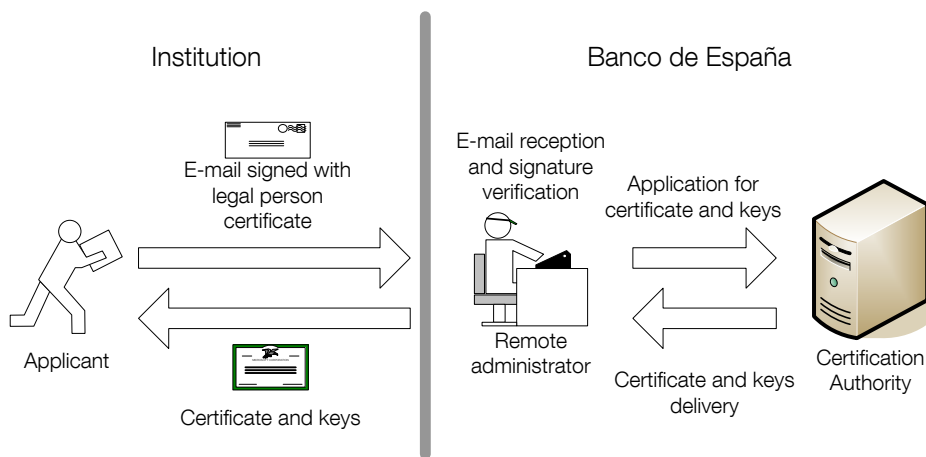 Institution
Banco de España
E-mail signed with
legal person
certificate
E-mail reception
and signature
verification
Application for
certificate and keys
Applicant
Certificate and keys
Remote
administrator
Certificate and keys
delivery
Certification
Authority